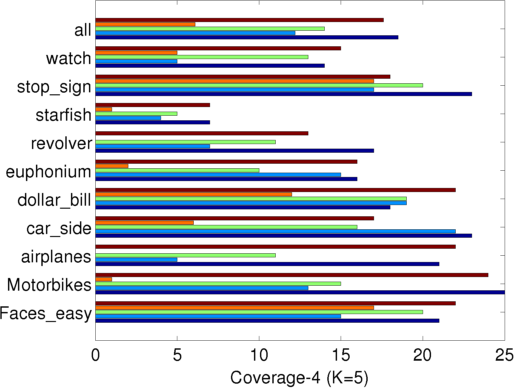 all
watch
stop_sign
starfish
revolver
euphonium
dollar_bill
car_side
airplanes
Motorbikes
Faces_easy
0 5 10 15 20 25
Coverage-4 (K=5)